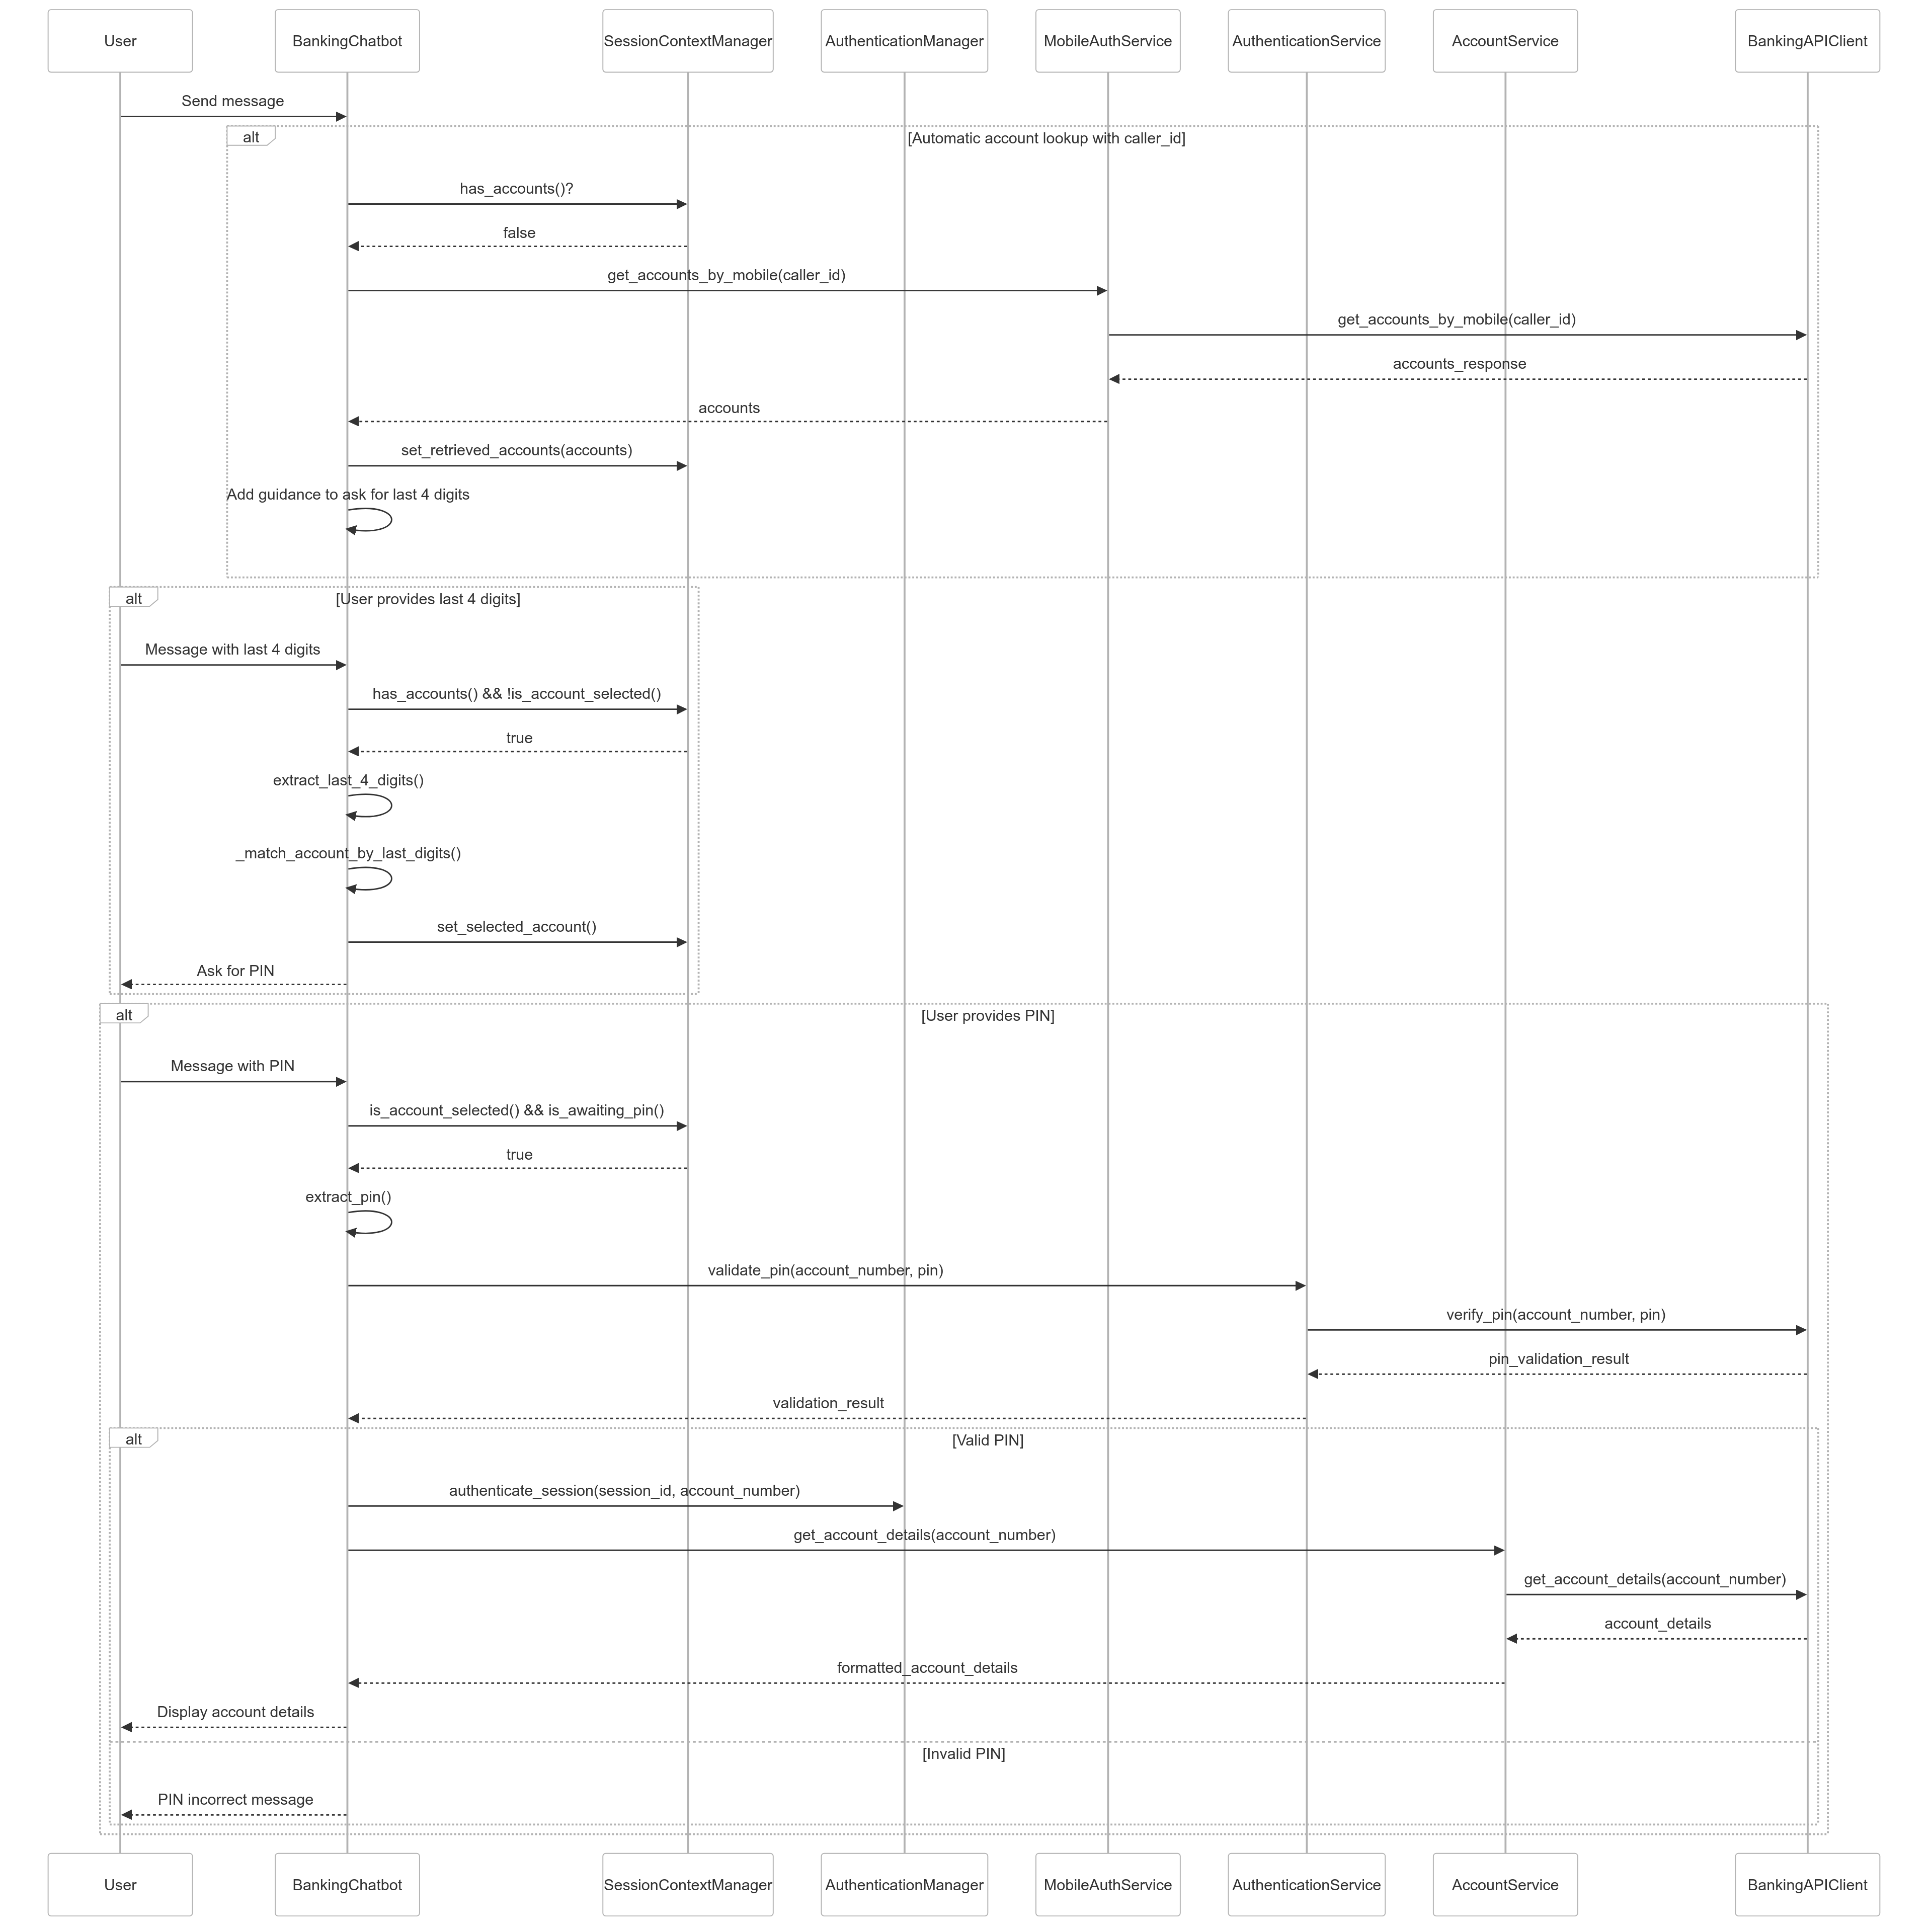 User
BankingChatbot
SessionContextManager
AuthenticationManager
MobileAuthService
AuthenticationService
AccountService
BankingAPIClient
Send message
alt
[Automatic account lookup with caller_id]
has_accounts()?
false
get_accounts_by_mobile(caller_id)
get_accounts_by_mobile(caller_id)
accounts_response
accounts
set_retrieved_accounts(accounts)
Add guidance to ask for last 4 digits
alt
[User provides last 4 digits]
Message with last 4 digits
has_accounts() && !is_account_selected()
true
extract_last_4_digits()
_match_account_by_last_digits()
set_selected_account()
Ask for PIN
alt
[User provides PIN]
Message with PIN
is_account_selected() && is_awaiting_pin()
true
extract_pin()
validate_pin(account_number, pin)
verify_pin(account_number, pin)
pin_validation_result
validation_result
alt
[Valid PIN]
authenticate_session(session_id, account_number)
get_account_details(account_number)
get_account_details(account_number)
account_details
formatted_account_details
Display account details
[Invalid PIN]
PIN incorrect message
User
BankingChatbot
SessionContextManager
AuthenticationManager
MobileAuthService
AuthenticationService
AccountService
BankingAPIClient